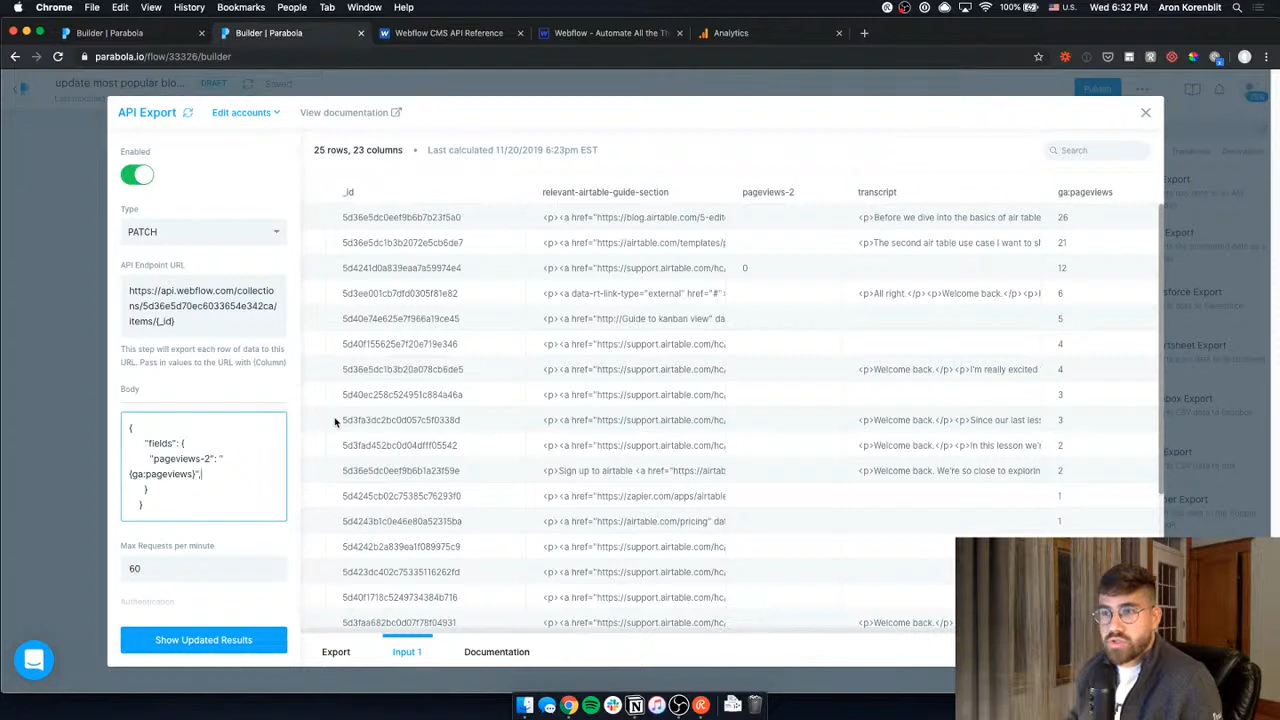 Chrome File Edit View History Bookmarks People Tab Window Help 100% U.S. Wed 6:32 PM Aron Korenblit
Builder | Parabola Builder | Parabola Webflow CMS API Reference Webflow - Automate All the Th Analytics
parabola.io/flow/33326/builder
update most popular blo... DRAFT Saved
Publish
API Export Edit accounts View documentation
Enabled
25 rows, 23 columns • Last calculated 11/20/2019 6:23pm EST
Search
Type
PATCH
API Endpoint URL
https://api.webflow.com/collectio
ns/5d36e5d70ec6033654e342ca/
items/{_id}
This step will export each row of data to this
URL. Pass in values to the URL with {Column}
Body
{
"fields": {
"pageviews-2": "
{ga:pageviews}",
}
}
Max Requests per minute
60
Authentication
Show Updated Results
_id relevant-airtable-guide-section pageviews-2 transcript ga:pageviews
5d36e5dc0eef9b6b7b23f5a0 <p><a href="https://blog.airtable.com/5-edit <p>Before we dive into the basics of air table 26
5d36e5dc1b3b2072e5cb6de7 <p><a href="https://airtable.com/templates/ <p>The second air table use case I want to sh 21
5d4241d0a839eaa7a59974e4 <p><a href="https://support.airtable.com/hc/ 0 12
5d3ee001cb7dfd0305f81e82 <p><a data-rt-link-type="external" href="#" <p>All right.</p><p>Welcome back.</p><p>I 6
5d40e74e625e7f966a19ce45 <p><a href="http://Guide to kanban view" da 5
5d40f155625e7f20e719e346 <p><a href="https://support.airtable.com/hc/ 4
5d36e5dc1b3b20a078cb6de5 <p><a href="https://support.airtable.com/hc/ <p>Welcome back.</p><p>I'm really excited 4
5d40ec258c524951c884a46a <p><a href="https://support.airtable.com/hc/ 3
5d3fa3dc2bc0d057c5f0338d <p><a href="https://support.airtable.com/hc/ <p>Welcome back.</p><p>Since our last less 3
5d3fad452bc0d04dfff05542 <p><a href="https://support.airtable.com/hc/ <p>Welcome back.</p><p>In this lesson we'r 2
5d36e5dc0eef9b6b1a23f59e <p>Sign up to airtable <a href="https://airtab <p>Welcome back. We're so close to explorin 2
5d4245cb02c75385c76293f0 <p><a href="https://zapier.com/apps/airtable 1
5d4243b1c0e46e80a52315ba <p><a href="https://airtable.com/pricing" dat 1
5d4242b2a839ea1f089975c9 <p><a href="https://support.airtable.com/hc/
5d423dc402c75335116262fd <p><a href="https://support.airtable.com/hc/
5d40f1718c5249734384b716 <p><a href="https://support.airtable.com/hc/
5d3faa682bc0d07f78f04931 <p><a href="https://support.airtable.com/hc/ <p>Welcome back.</p><p>
Export Input 1 Documentation